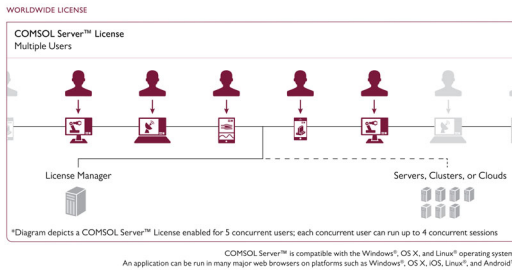 WORLDWIDE LICENSE
COMSOL Server™ License
Multiple Users
License Manager
Servers, Clusters, or Clouds
*Diagram depicts a COMSOL Server™ License enabled for 5 concurrent users; each concurrent user can run up to 4 concurrent sessions
COMSOL Server™ is compatible with the Windows®, OS X, and Linux® operating system
An application can be run in many major web browsers on platforms such as Windows®, OS X, iOS, Linux®, and Android